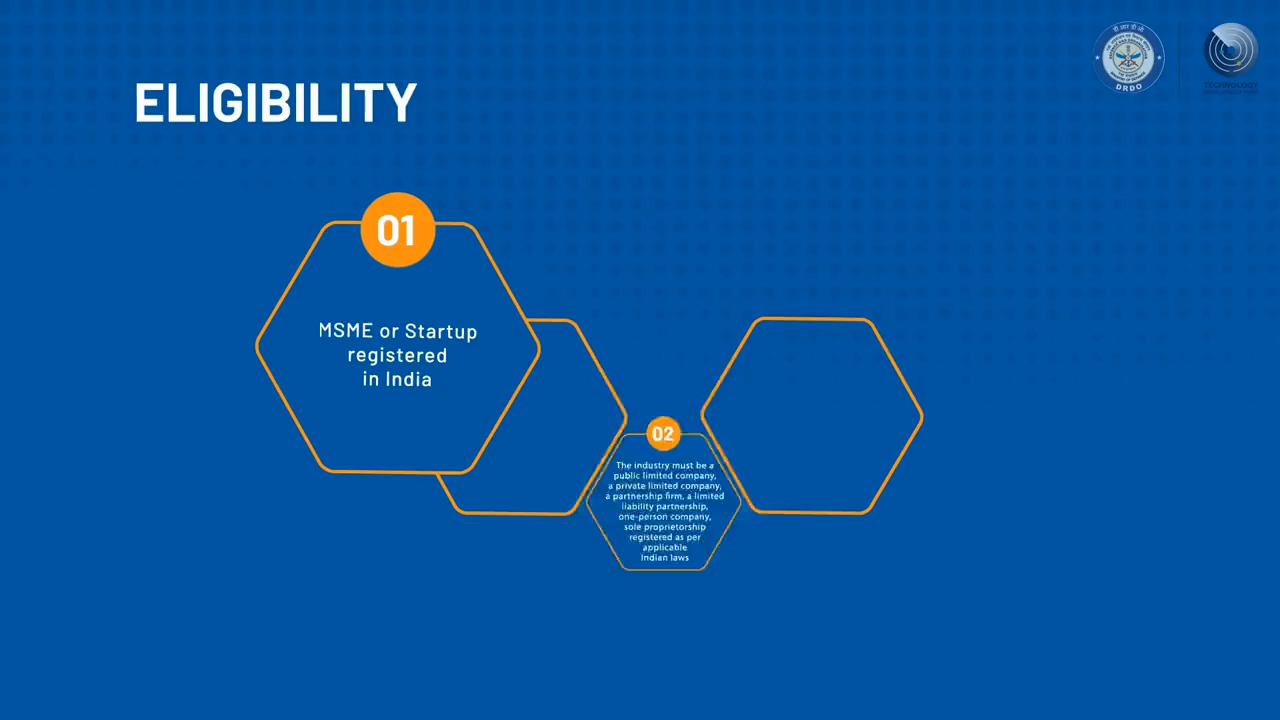 ELIGIBILITY
01
MSME or Startup
registered
in India
02
The industry must be a
public limited company,
a private limited company,
a partnership firm, a limited
liability partnership,
one-person company,
sole proprietorship
registered as per
applicable
Indian laws
DRDO
TECHNOLOGY